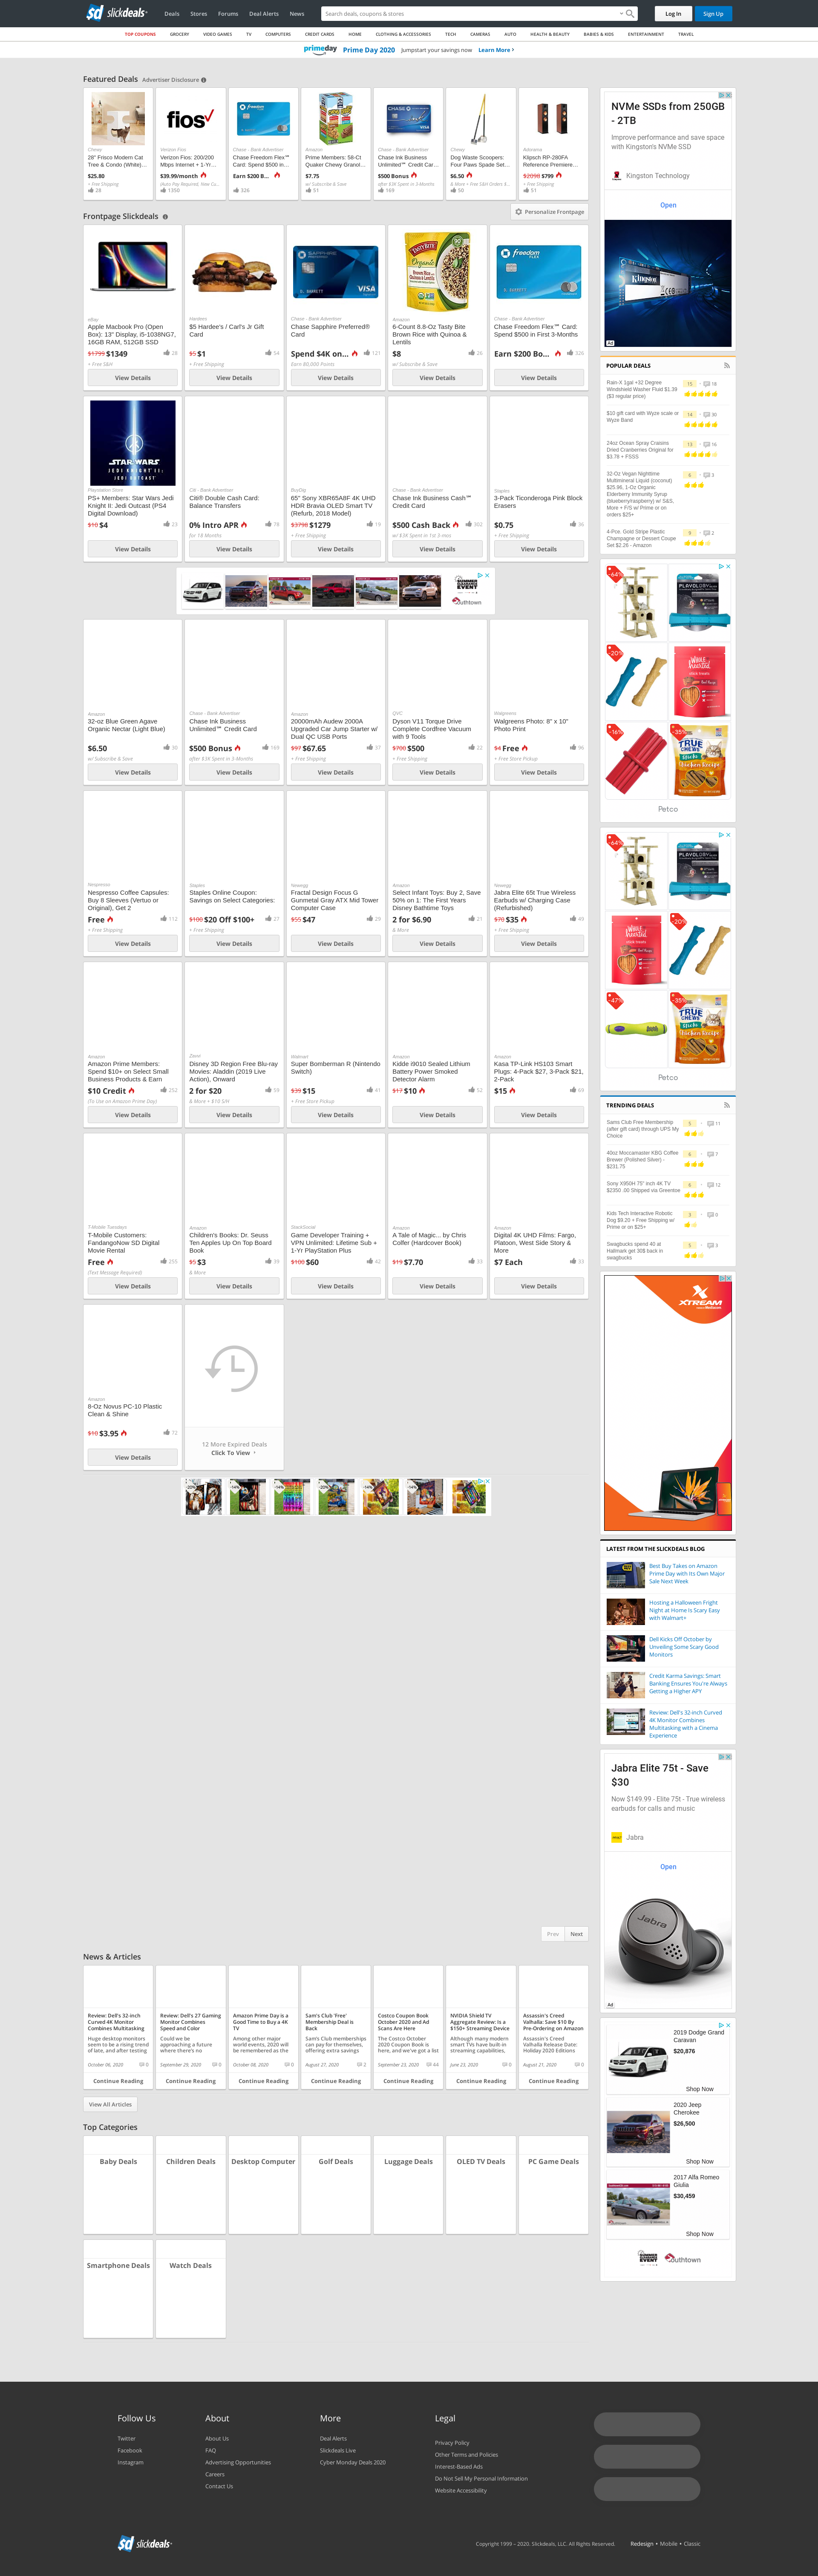 slickdeals
Deals
Stores
Forums
Deal Alerts
News
Search deals, coupons & stores
Log In
Sign Up
TOP COUPONS
GROCERY
VIDEO GAMES
TV
COMPUTERS
CREDIT CARDS
HOME
CLOTHING & ACCESSORIES
TECH
CAMERAS
AUTO
HEALTH & BEAUTY
BABIES & KIDS
ENTERTAINMENT
TRAVEL
prime day
Prime Day 2020
Jumpstart your savings now
Learn More
Featured Deals
Advertiser Disclosure
Chewy
28" Frisco Modern Cat
Tree & Condo (White)...
$25.80
+ Free Shipping
28
Verizon Fios
Verizon Fios: 200/200
Mbps Internet + 1-Yr...
$39.99/month
1350
Chase - Bank Advertiser
Chase Freedom Flex℠
Card: Spend $500 in...
Earn $200 B...
326
Amazon
Prime Members: 58-Ct
Quaker Chewy Granol...
$7.75
w/ Subscribe & Save
51
Chase - Bank Advertiser
Chase Ink Business
Unlimited℠ Credit Car...
$500 Bonus
after $3K Spent in 3-Months
169
Chewy
Dog Waste Scoopers:
Four Paws Spade Set...
$6.50
50
Adorama
Klipsch RP-280FA
Reference Premiere...
$2098 $799
+ Free Shipping
51
Frontpage Slickdeals
Personalize Frontpage
eBay
Apple Macbook Pro (Open
Box): 13" Display, i5-1038NG7,
16GB RAM, 512GB SSD
$1799 $1349
28
+ Free S&H
View Details
Hardees
$5 Hardee's / Carl's Jr Gift
Card
$5 $1
54
+ Free Shipping
View Details
Chase - Bank Advertiser
Chase Sapphire Preferred®
Card
Spend $4K on...
121
Earn 60,000 Points
View Details
Amazon
6-Count 8.8-Oz Tasty Bite
Brown Rice with Quinoa &
Lentils
$8
26
w/ Subscribe & Save
View Details
Chase - Bank Advertiser
Chase Freedom Flex℠ Card:
Spend $500 in First 3-Months
Earn $200 Bo...
326
View Details
Playstation Store
PS+ Members: Star Wars Jedi
Knight II: Jedi Outcast (PS4
Digital Download)
$10 $4
23
View Details
Citi - Bank Advertiser
Citi® Double Cash Card:
Balance Transfers
0% Intro APR
78
for 18 Months
View Details
BuyDig
65" Sony XBR65A8F 4K UHD
HDR Bravia OLED Smart TV
(Refurb, 2018 Model)
$3798 $1279
19
+ Free Shipping
View Details
Chase - Bank Advertiser
Chase Ink Business Cash℠
Credit Card
$500 Cash Back
302
w/ $3K Spent in 1st 3-mos
View Details
Staples
3-Pack Ticonderoga Pink Block
Erasers
$0.75
36
+ Free Shipping
View Details
SUMMER
EVENT
Southtown
Amazon
32-oz Blue Green Agave
Organic Nectar (Light Blue)
$6.50
30
w/ Subscribe & Save
View Details
Chase - Bank Advertiser
Chase Ink Business
Unlimited℠ Credit Card
$500 Bonus
169
after $3K Spent in 3-Months
View Details
Amazon
20000mAh Audew 2000A
Upgraded Car Jump Starter w/
Dual QC USB Ports
$97 $67.65
37
+ Free Shipping
View Details
QVC
Dyson V11 Torque Drive
Complete Cordfree Vacuum
with 9 Tools
$700 $500
22
+ Free Shipping
View Details
Walgreens
Walgreens Photo: 8" x 10"
Photo Print
$4 Free
96
+ Free Store Pickup
View Details
Nespresso
Nespresso Coffee Capsules:
Buy 8 Sleeves (Vertuo or
Original), Get 2
Free
112
+ Free Shipping
View Details
Staples
Staples Online Coupon:
Savings on Select Categories:
$100 $20 Off $100+
27
+ Free Shipping
View Details
Newegg
Fractal Design Focus G
Gunmetal Gray ATX Mid Tower
Computer Case
$55 $47
29
+ Free Shipping
View Details
Amazon
Select Infant Toys: Buy 2, Save
50% on 1: The First Years
Disney Bathtime Toys
2 for $6.90
21
& More
View Details
Newegg
Jabra Elite 65t True Wireless
Earbuds w/ Charging Case
(Refurbished)
$70 $35
49
+ Free Shipping
View Details
Amazon
Amazon Prime Members:
Spend $10+ on Select Small
Business Products & Earn
$10 Credit
252
(To Use on Amazon Prime Day)
View Details
Zavvi
Disney 3D Region Free Blu-ray
Movies: Aladdin (2019 Live
Action), Onward
2 for $20
59
& More + $10 S/H
View Details
Walmart
Super Bomberman R (Nintendo
Switch)
$39 $15
41
+ Free Store Pickup
View Details
Amazon
Kidde i9010 Sealed Lithium
Battery Power Smoked
Detector Alarm
$17 $10
52
View Details
Amazon
Kasa TP-Link HS103 Smart
Plugs: 4-Pack $27, 3-Pack $21,
2-Pack
$15
69
View Details
T-Mobile Tuesdays
T-Mobile Customers:
FandangoNow SD Digital
Movie Rental
Free
255
(Text Message Required)
View Details
Amazon
Children's Books: Dr. Seuss
Ten Apples Up On Top Board
Book
$5 $3
39
& More
View Details
StackSocial
Game Developer Training +
VPN Unlimited: Lifetime Sub +
1-Yr PlayStation Plus
$100 $60
42
View Details
Amazon
A Tale of Magic... by Chris
Colfer (Hardcover Book)
$19 $7.70
33
View Details
iTunes
Digital 4K UHD Films: Fargo,
Platoon, West Side Story &
More
$7 Each
33
View Details
Amazon
8-Oz Novus PC-10 Plastic
Clean & Shine
$10 $3.95
72
View Details
12 More Expired Deals
Click To View
Prev
Next
News & Articles
Review: Dell's 32-inch
Curved 4K Monitor
Combines Multitasking
Huge desktop monitors
seem to be a rising trend
of late, and after testing
October 08, 2020
0
Continue Reading
Review: Dell's 27 Gaming
Monitor Combines
Speed and Color
Could we be
approaching a future
where there's no
September 29, 2020
0
Continue Reading
Amazon Prime Day is a
Good Time to Buy a 4K
TV
Among other major
world events, 2020 will
be remembered as the
October 08, 2020
0
Continue Reading
Sam's Club 'Free'
Membership Deal is
Back
Sam's Club memberships
can pay for themselves,
offering extra savings
August 27, 2020
2
Continue Reading
Costco Coupon Book
October 2020 and Ad
Scans Are Here
The Costco October
2020 Coupon Book is
here, and we've got a list
September 23, 2020
44
Continue Reading
NVIDIA Shield TV
Aggregate Review: Is a
$150+ Streaming Device
Although many modern
smart TVs have built-in
streaming capabilities,
June 23, 2020
0
Continue Reading
Assassin's Creed
Valhalla: Save $10 By
Pre-Ordering on Amazon
Assassin's Creed
Valhalla Release Date:
Holiday 2020 Editions
August 21, 2020
0
Continue Reading
View All Articles
Top Categories
Baby Deals
Children Deals
Desktop Computer
Golf Deals
Luggage Deals
OLED TV Deals
PC Game Deals
Smartphone Deals
Watch Deals
NVMe SSDs from 250GB
- 2TB
Improve performance and save space
with Kingston's NVMe SSD
Kingston Technology
Open
POPULAR DEALS
Rain-X 1gal +32 Degree
Windshield Washer Fluid $1.39
($3 regular price)
15
18
$10 gift card with Wyze scale or
Wyze Band
14
30
24oz Ocean Spray Craisins
Dried Cranberries Original for
$3.78 + FSSS
13
16
32-Oz Vegan Nighttime
Multimineral Liquid (coconut)
$25.96, 1-Oz Organic
Elderberry Immunity Syrup
(blueberry/raspberry) w/ S&S,
More + F/S w/ Prime or on
orders $25+
6
3
4-Pcs. Gold Stripe Plastic
Champagne or Dessert Coupe
Set $2.26 - Amazon
9
2
Petco
Petco
TRENDING DEALS
Sams Club Free Membership
(after gift card) through UPS My
Choice
5
11
40oz Moccamaster KBG Coffee
Brewer (Polished Silver) -
$231.75
6
7
Sony X950H 75" inch 4K TV
$2350 .00 Shipped via Greentoe
6
12
Kids Tech Interactive Robotic
Dog $9.20 + Free Shipping w/
Prime or on $25+
3
0
Swagbucks spend 40 at
Hallmark get 30$ back in
swagbucks
5
3
XTREAM
LATEST FROM THE SLICKDEALS BLOG
Best Buy Takes on Amazon
Prime Day with Its Own Major
Sale Next Week
Hosting a Halloween Fright
Night at Home is Scary Easy
with Walmart+
Dell Kicks Off October by
Unveiling Some Scary Good
Monitors
Credit Karma Savings: Smart
Banking Ensures You're Always
Getting a Higher APY
Review: Dell's 32-inch Curved
4K Monitor Combines
Multitasking with a Cinema
Experience
Jabra Elite 75t - Save
$30
Now $149.99 - Elite 75t - True wireless
earbuds for calls and music
Jabra
Open
Jabra
Ad
2019 Dodge Grand
Caravan
$20,876
Shop Now
2020 Jeep
Cherokee
$26,500
Shop Now
2017 Alfa Romeo
Giulia
$30,459
Shop Now
Southtown
Follow Us
Twitter
Facebook
Instagram
About
About Us
FAQ
Advertising Opportunities
Careers
Contact Us
More
Deal Alerts
Slickdeals Live
Cyber Monday Deals 2020
Legal
Privacy Policy
Other Terms and Policies
Interest-Based Ads
Do Not Sell My Personal Information
Website Accessibility
slickdeals
Copyright 1999 – 2020. Slickdeals, LLC. All Rights Reserved.
Redesign • Mobile • Classic